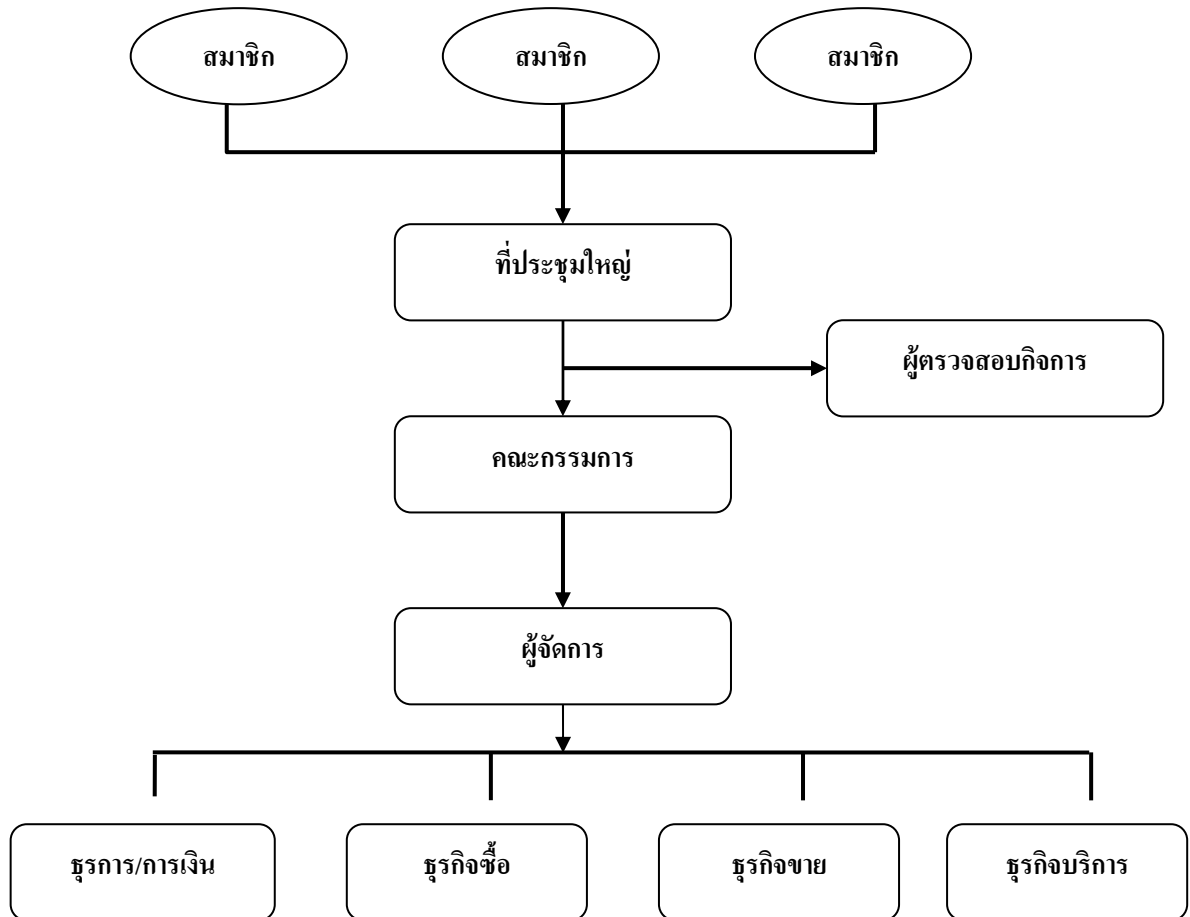 สมาชิก
สมาชิก
สมาชิก
ที่ประชุมใหญ่
ผู้ตรวจสอบกิจการ
คณะกรรมการ
ผู้จัดการ
ธุรการ/การเงิน
ธุรกิจซื้อ
ธุรกิจขาย
ธุรกิจบริการ